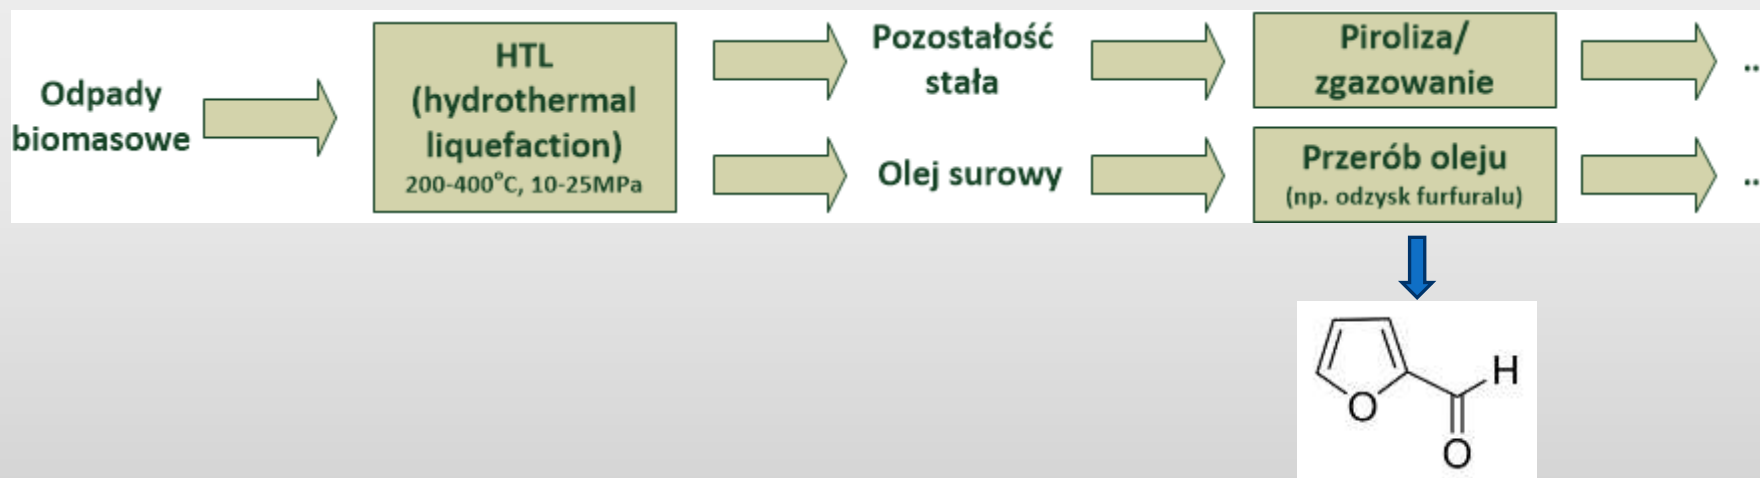 Odpady
biomasowe
HTL
(hydrothermal
liquefaction)
200-400°C, 10-25MPa
Pozostałość
stała
Piroliza/
zgazowanie
..
Olej surowy
Przerób oleju
(np. odzysk furfuralu)
..
H
O
O